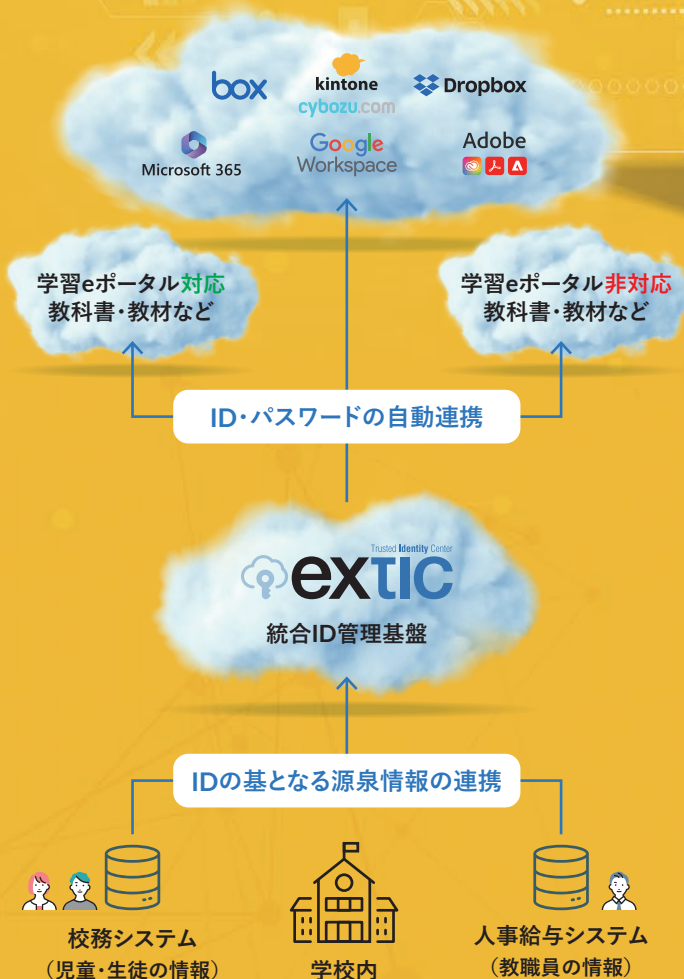 box
kintone
cybozu.com
Dropbox
Microsoft 365
Google
Workspace
Adobe
学習eポータル対応
教科書・教材など
学習eポータル非対応
教科書・教材など
ID・パスワードの自動連携
Trusted Identity Center
extic
統合ID管理基盤
IDの基となる源泉情報の連携
校務システム
（児童・生徒の情報）
学校内
人事給与システム
（教職員の情報）